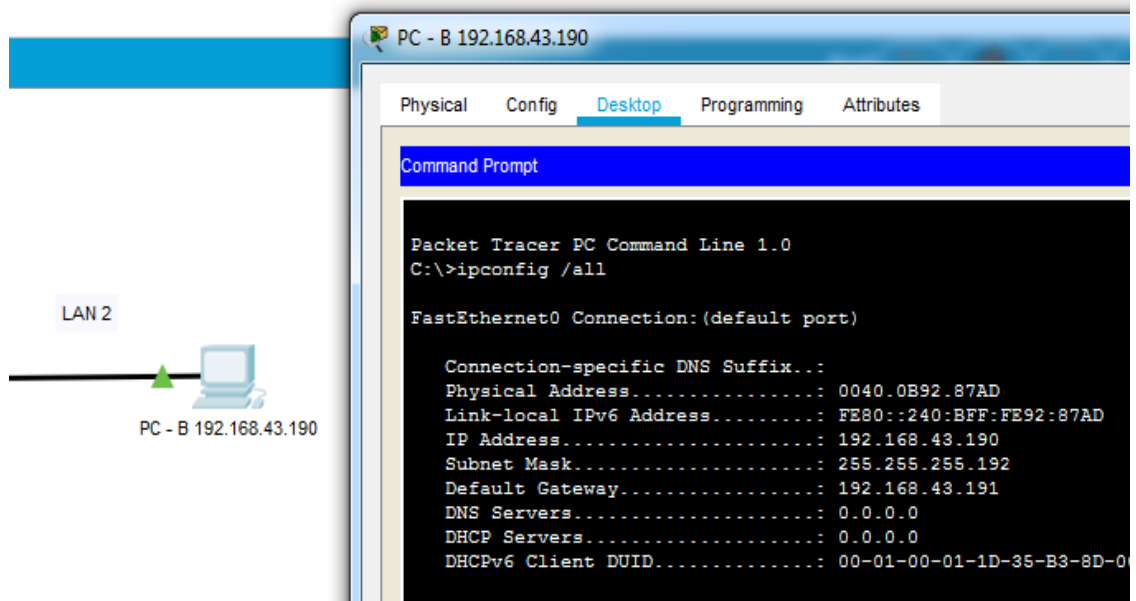 PC - B 192.168.43.190
Physical Config Desktop Programming Attributes
Command Prompt
Packet Tracer PC Command Line 1.0
C:\>ipconfig /all
FastEthernet0 Connection:(default port)
Connection-specific DNS Suffix..:
Physical Address................: 0040.0B92.87AD
Link-local IPv6 Address.........: FE80::240:BFF:FE92:87AD
IP Address......................: 192.168.43.190
Subnet Mask.....................: 255.255.255.192
Default Gateway.................: 192.168.43.191
DNS Servers.....................: 0.0.0.0
DHCP Servers....................: 0.0.0.0
DHCPv6 Client DUID..............: 00-01-00-01-1D-35-B3-8D-0
LAN 2
PC - B 192.168.43.190